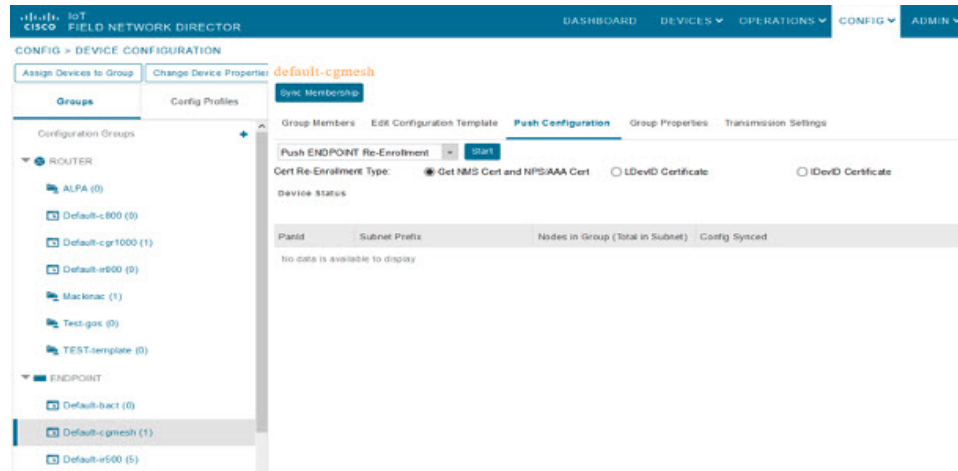 CISCO IoT FIELD NETWORK DIRECTOR
DASHBOARD DEVICES OPERATIONS CONFIG ADMIN
CONFIG > DEVICE CONFIGURATION
Assign Devices to Group Change Device Properties
default-cgmesh
Sync Membership
Groups Config Profiles
Group Members Edit Configuration Template Push Configuration Group Properties Transmission Settings
Configuration Groups +
Push ENDPOINT Re-Enrollment Start
ROUTER
Cert Re-Enrollment Type: Get NMS Cert and NPS/AAA Cert LDevID Certificate IDevID Certificate
ALPA (0)
Device Status
Default-c800 (0)
Default-cgr1000 (1)
PanId Subnet Prefix Nodes in Group (Total in Subnet) Config Synced
No data is available to display
Default-ir800 (0)
Mackinac (1)
Test-gos (0)
TEST-template (0)
ENDPOINT
Default-bact (0)
Default-cgmesh (1)
Default-ir500 (5)